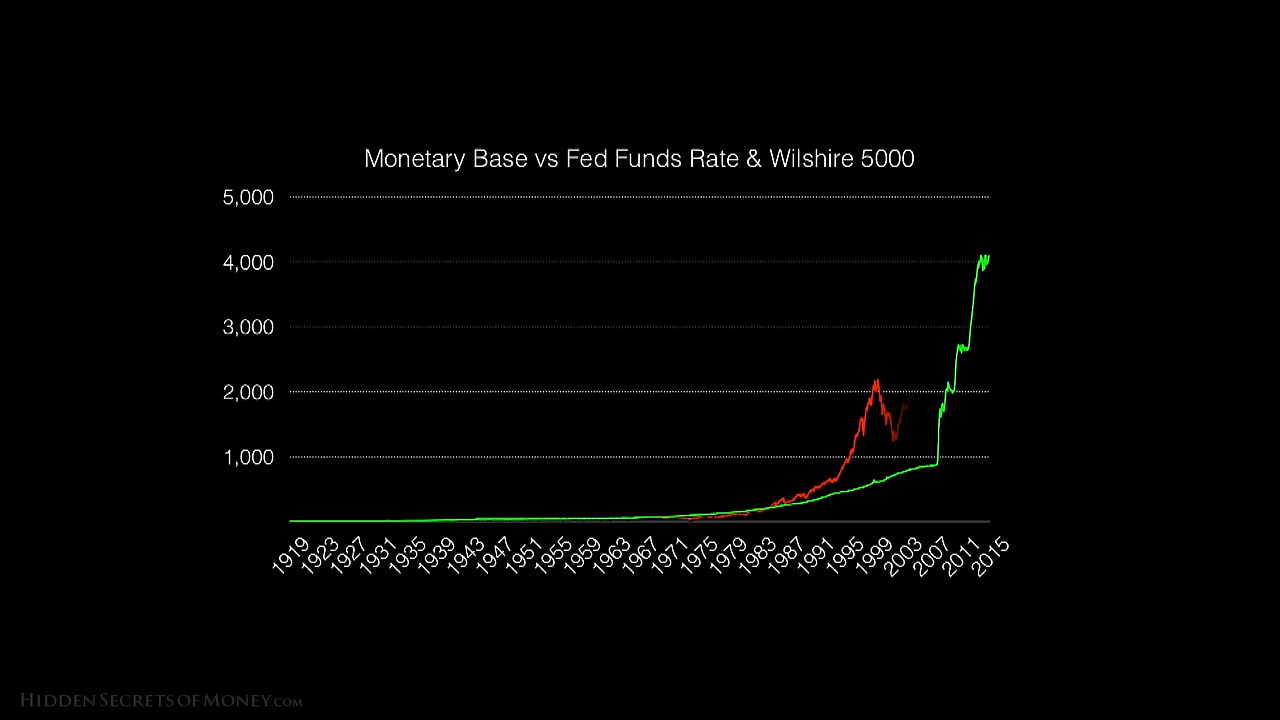 Monetary Base vs Fed Funds Rate & Wilshire 5000
5,000
4,000
3,000
2,000
1,000
1919 1923 1927 1931 1935 1939 1943 1947 1951 1955 1959 1963 1967 1971 1975 1979 1983 1987 1991 1995 1999 2003 2007 2011 2015
HIDDEN SECRETS OF MONEY.COM